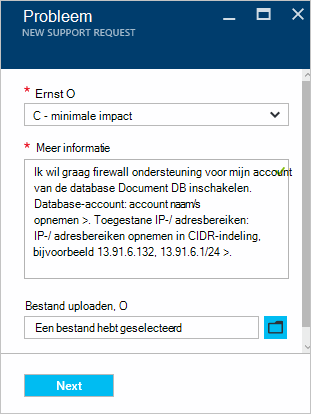 Probleem
NEW SUPPORT REQUEST
* Ernst O
C - minimale impact
* Meer informatie
Ik wil graag firewall ondersteuning voor mijn account
van de database Document DB inschakelen.
Database-account: account naam/s
opnemen >. Toegestane IP-/ adresbereiken:
IP-/ adresbereiken opnemen in CIDR-indeling,
bijvoorbeeld 13.91.6.132, 13.91.6.1/24 >.
Bestand uploaden, O
Een bestand hebt geselecteerd
Next